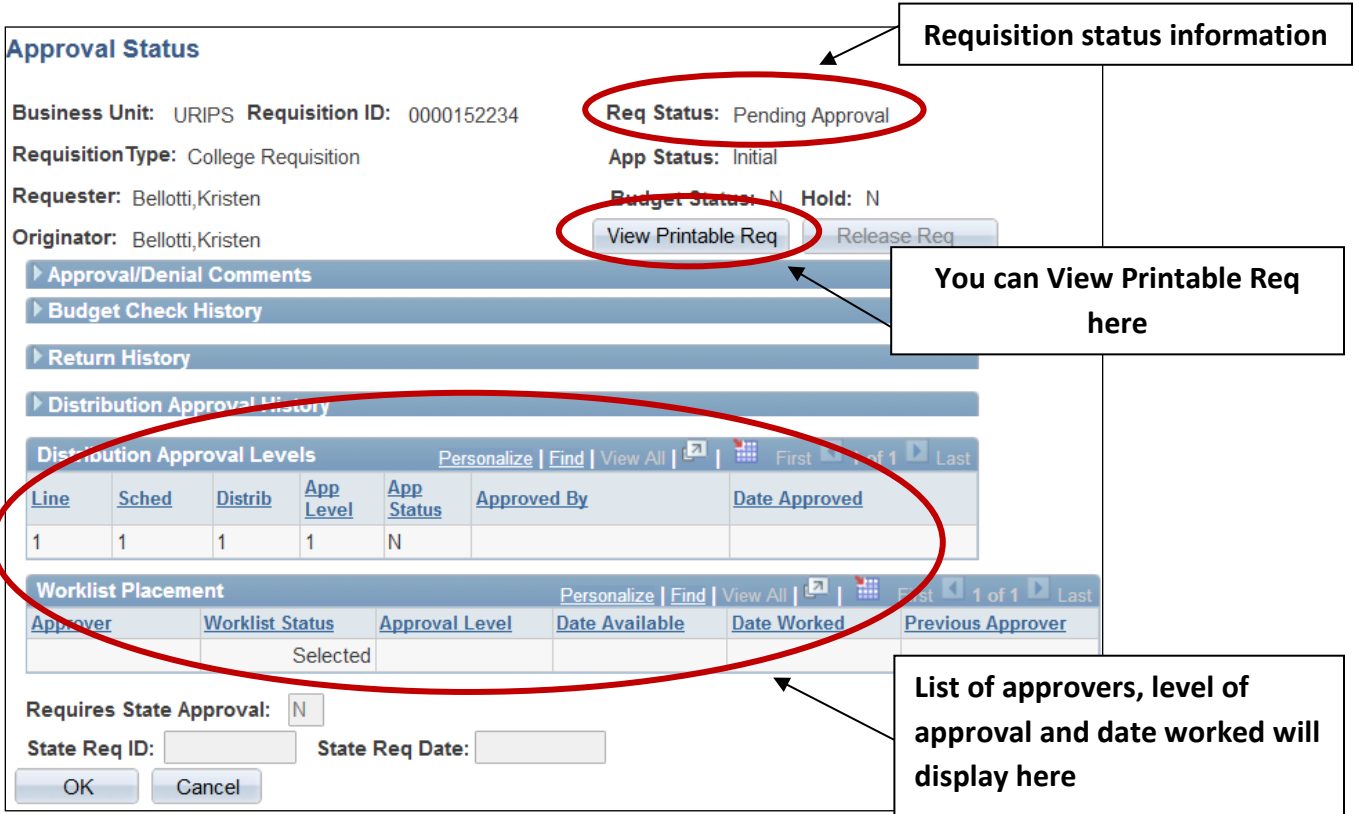 Requisition status information
Approval Status
Business Unit: URIPS Requisition ID: 0000152234 Req Status: Pending Approval
Requisition Type: College Requisition App Status: Initial
Requester: Bellotti,Kristen Budget Status: N Hold: N
Originator: Bellotti,Kristen View Printable Req Release Req
You can View Printable Req
here
Approval/Denial Comments
Budget Check History
Return History
Distribution Approval History
Distribution Approval Levels Personalize | Find | View All | | First 1 of 1 Last
Line Sched Distrib App Level App Status Approved By Date Approved
1 1 1 1 N
Worklist Placement Personalize | Find | View All | | First 1 of 1 Last
Approver Worklist Status Approval Level Date Available Date Worked Previous Approver
Selected
List of approvers, level of
approval and date worked will
display here
Requires State Approval: N
State Req ID: State Req Date:
OK Cancel